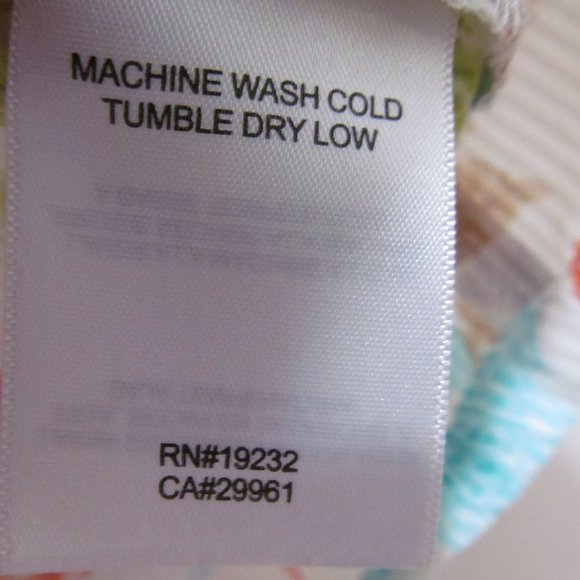 MACHINE WASH COLD
TUMBLE DRY LOW
RN#19232
CA#29961